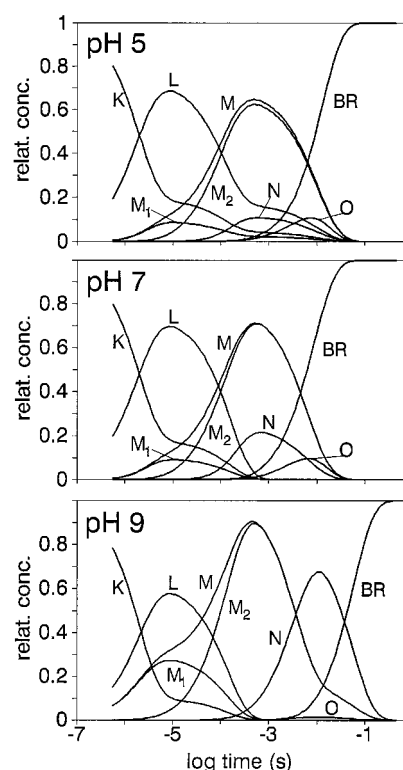 pH 5
relat. conc.
1
0.8
0.6
0.4
0.2
0
K
L
M
M1
M2
N
O
BR
pH 7
relat. conc.
0.8
0.6
0.4
0.2
0
K
L
M
M1
M2
N
O
BR
pH 9
relat. conc.
0.8
0.6
0.4
0.2
0
K
L
M
M1
M2
N
O
BR
-7 -5 -3 -1
log time (s)